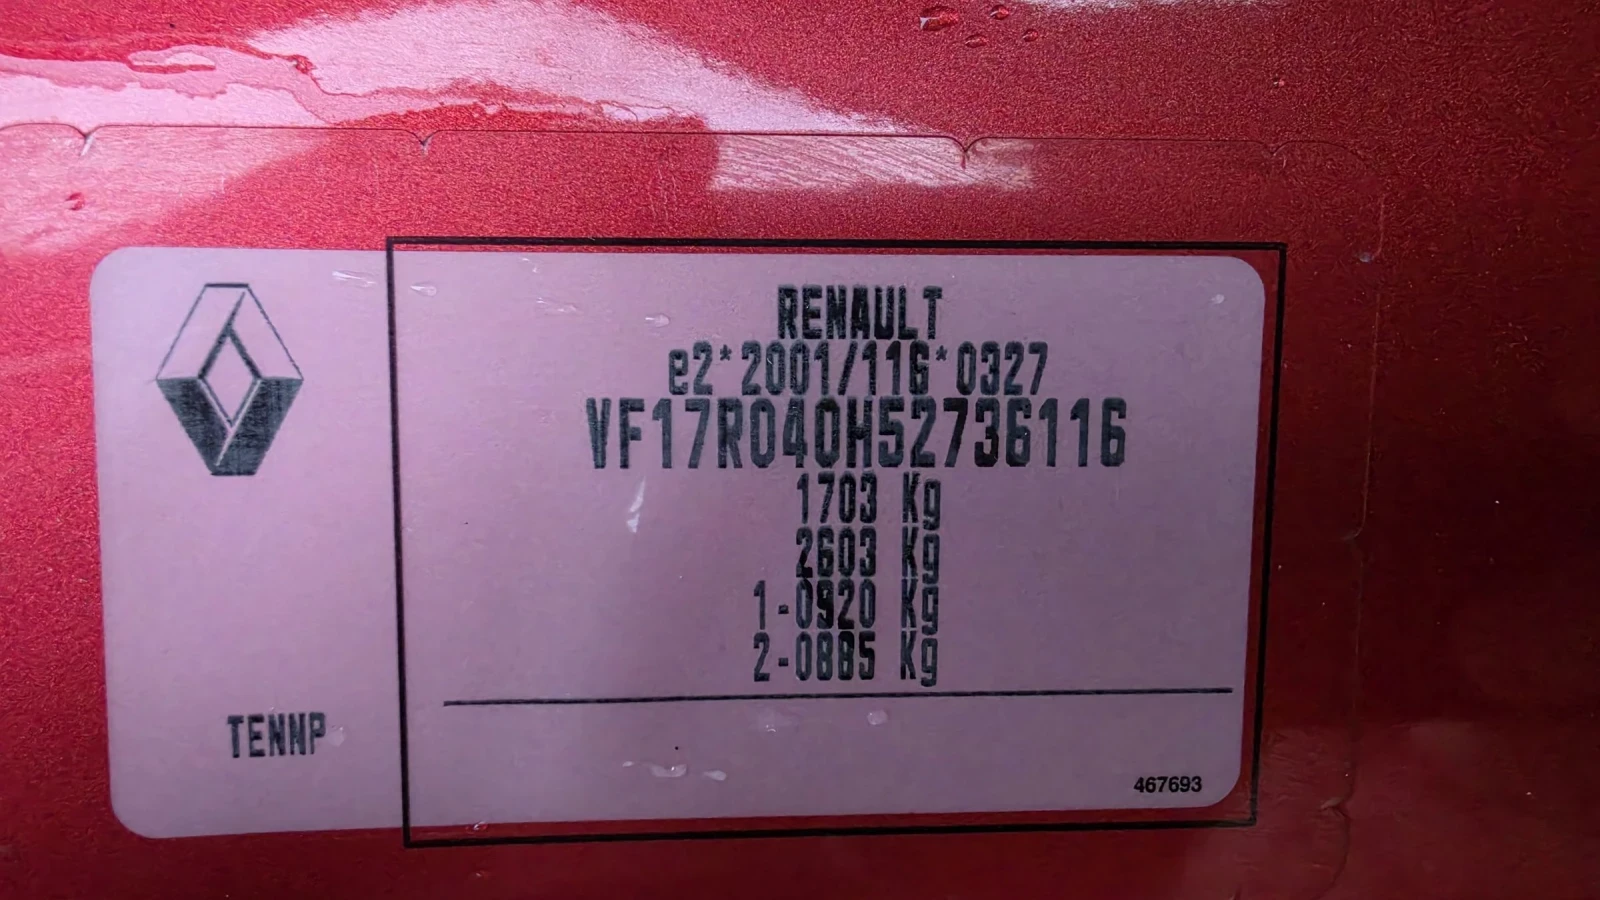 RENAULT
e2*2001/116*0327
VF17R040H52736116
1703 Kg
2603 Kg
1-0920 Kg
2-0885 Kg
TENNP
467693